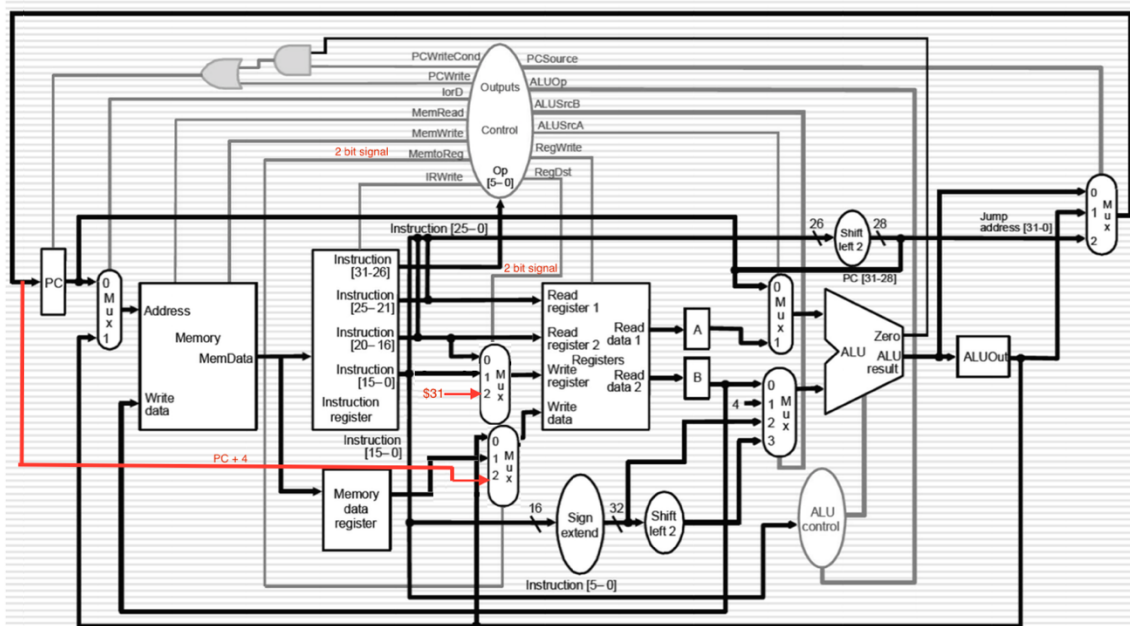 PCWriteCond
PCWrite
IorD
MemRead
MemWrite
2 bit signal
MemtoReg
IRWrite
Outputs
Control
Op
[5–0]
PCSource
ALUOp
ALUSrcB
ALUSrcA
RegWrite
RegDst
Instruction [25–0]
26
Shift
left 2
28
Jump
address [31-0]
0
1
2
M
u
x
PC
0
M
u
x
1
Address
Memory
MemData
Write
data
Instruction
[31-26]
Instruction
[25–21]
Instruction
[20–16]
Instruction
[15–0]
Instruction
register
2 bit signal
PC [31-28]
Read
register 1
Read
register 2
Registers
Write
register
Write
data
Read
data 1
Read
data 2
0
1
2
M
u
x
$31
A
B
0
M
u
x
1
4
0
1
2
3
M
u
x
Zero
ALU
ALU
result
ALUOut
Instruction
[15–0]
PC + 4
0
1
2
M
u
x
Memory
data
register
16
Sign
extend
32
Shift
left 2
ALU
control
Instruction [5–0]